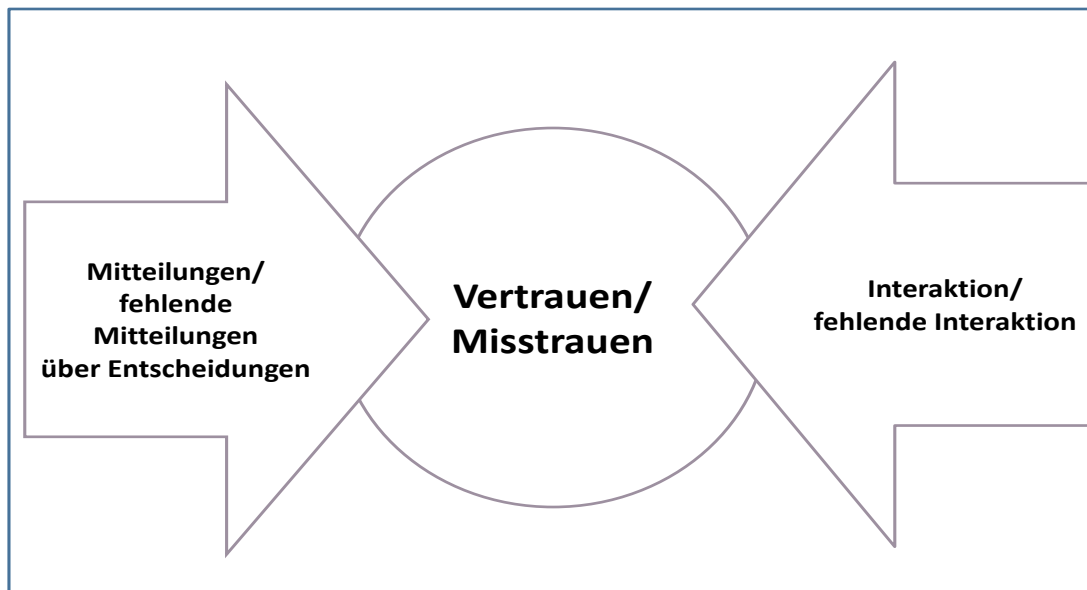 Mitteilungen/
fehlende
Mitteilungen
über Entscheidungen
Vertrauen/
Misstrauen
Interaktion/
fehlende Interaktion